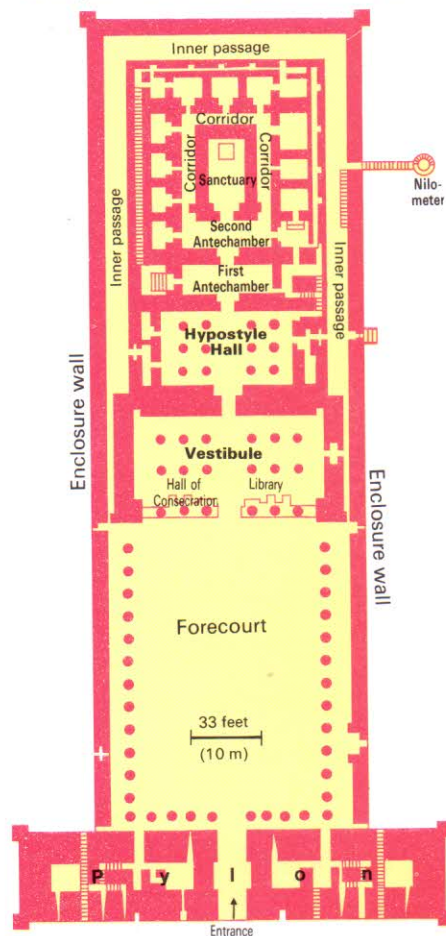 Inner passage
Corridor
Corridor
Corridor
Sanctuary
Nilo-
meter
Second
Antechamber
Inner passage
First
Antechamber
Inner passage
Hypostyle
Hall
Enclosure wall
Vestibule
Hall of
Consecration
Library
Enclosure wall
Forecourt
33 feet
(10 m)
Pylon
Entrance